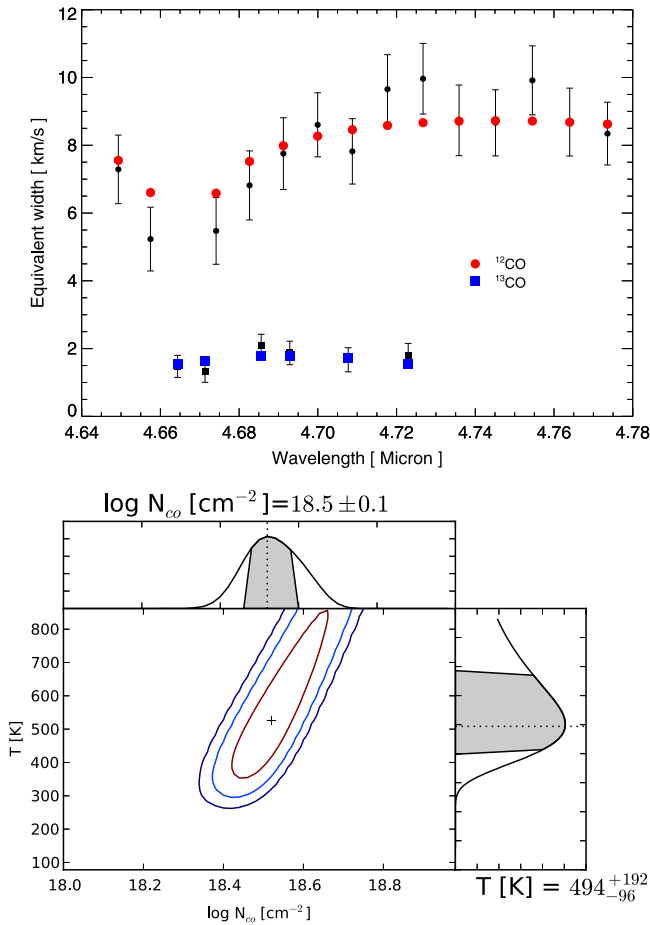 12
10
8
6
4
2
0
Equivalent width [ km/s ]
¹²CO
¹³CO
4.64 4.66 4.68 4.70 4.72 4.74 4.76 4.78
Wavelength [ Micron ]
log N_co [cm⁻²]=18.5 ±0.1
800
700
600
500
400
300
200
100
T [K]
18.0 18.2 18.4 18.6 18.8
log N_co [cm⁻²]
T [K] = 494⁺¹⁹²₋₉₆